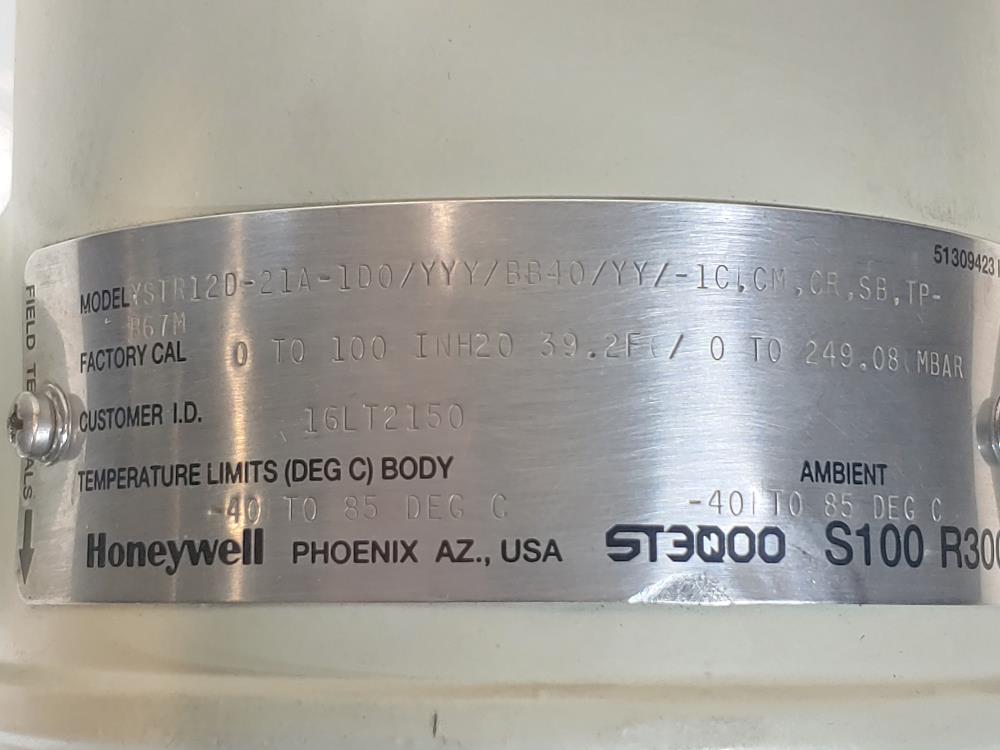 51309423
MODEL YSTR12D-21A-1D0/YYY/BB40/YY/-1C,CM,CR,SB,TP-
R67M
FACTORY CAL 0 TO 100 INH2O 39.2F / 0 TO 249.08 MBAR
CUSTOMER I.D. 16LT2150
TEMPERATURE LIMITS (DEG C) BODY AMBIENT
-40 TO 85 DEG C -40 TO 85 DEG C
Honeywell PHOENIX AZ., USA ST3000 S100 R300
FIELD